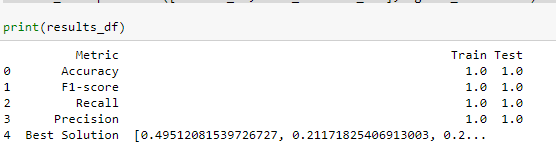 print(results_df)
Metric Train Test
0 Accuracy 1.0 1.0
1 F1-score 1.0 1.0
2 Recall 1.0 1.0
3 Precision 1.0 1.0
4 Best Solution [0.49512081539726727, 0.21171825406913003, 0.2...